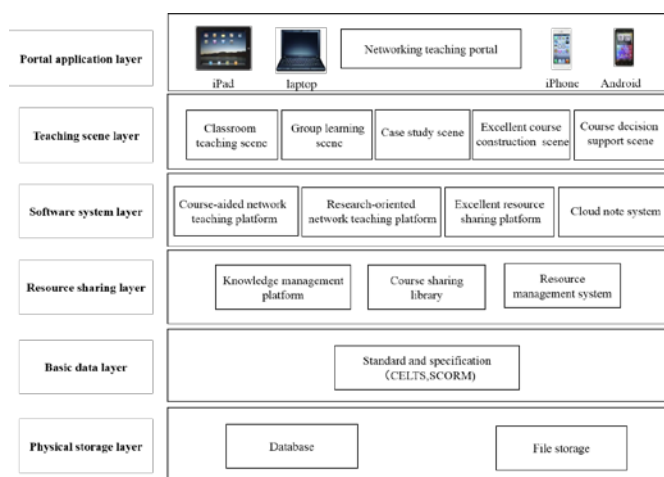 Portal application layer
Networking teaching portal
iPad
laptop
iPhone
Android
Teaching scene layer
Classroom
teaching scene
Group learning
scene
Case study scene
Excellent course
construction scene
Course decision
support scene
Software system layer
Course-aided network
teaching platform
Research-oriented
network teaching platform
Excellent resource
sharing platform
Cloud note system
Resource sharing layer
Knowledge management
platform
Course sharing
library
Resource
management system
Basic data layer
Standard and specification
（CELTS,SCORM)
Physical storage layer
Database
File storage